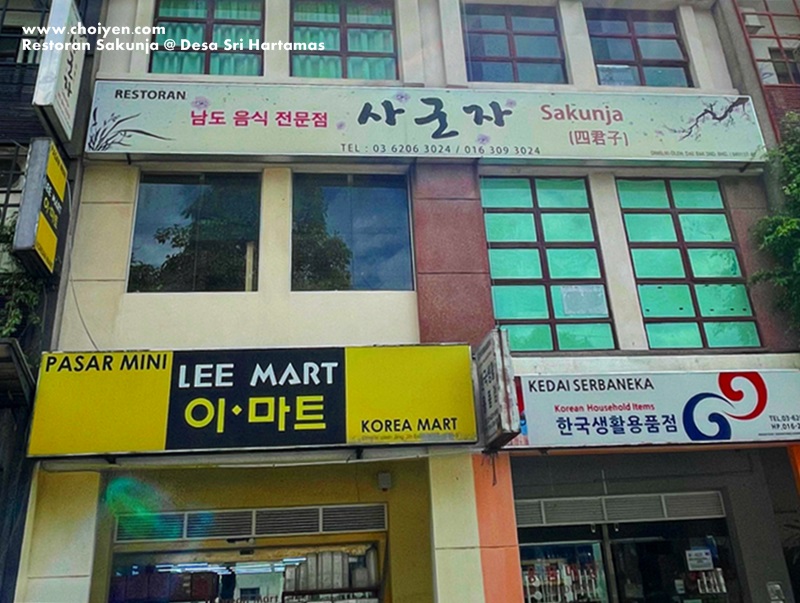 www.choiyen.com
Restoran Sakunja @ Desa Sri Hartamas
RESTORAN
남도 음식 전문점
사군자
Sakunja
(四君子)
TEL : 03 6206 3024 / 016 309 3024
PASAR MINI
LEE MART
이·마트
KOREA MART
KEDAI SERBANEKA
Korean Household Items
한국생활용품점